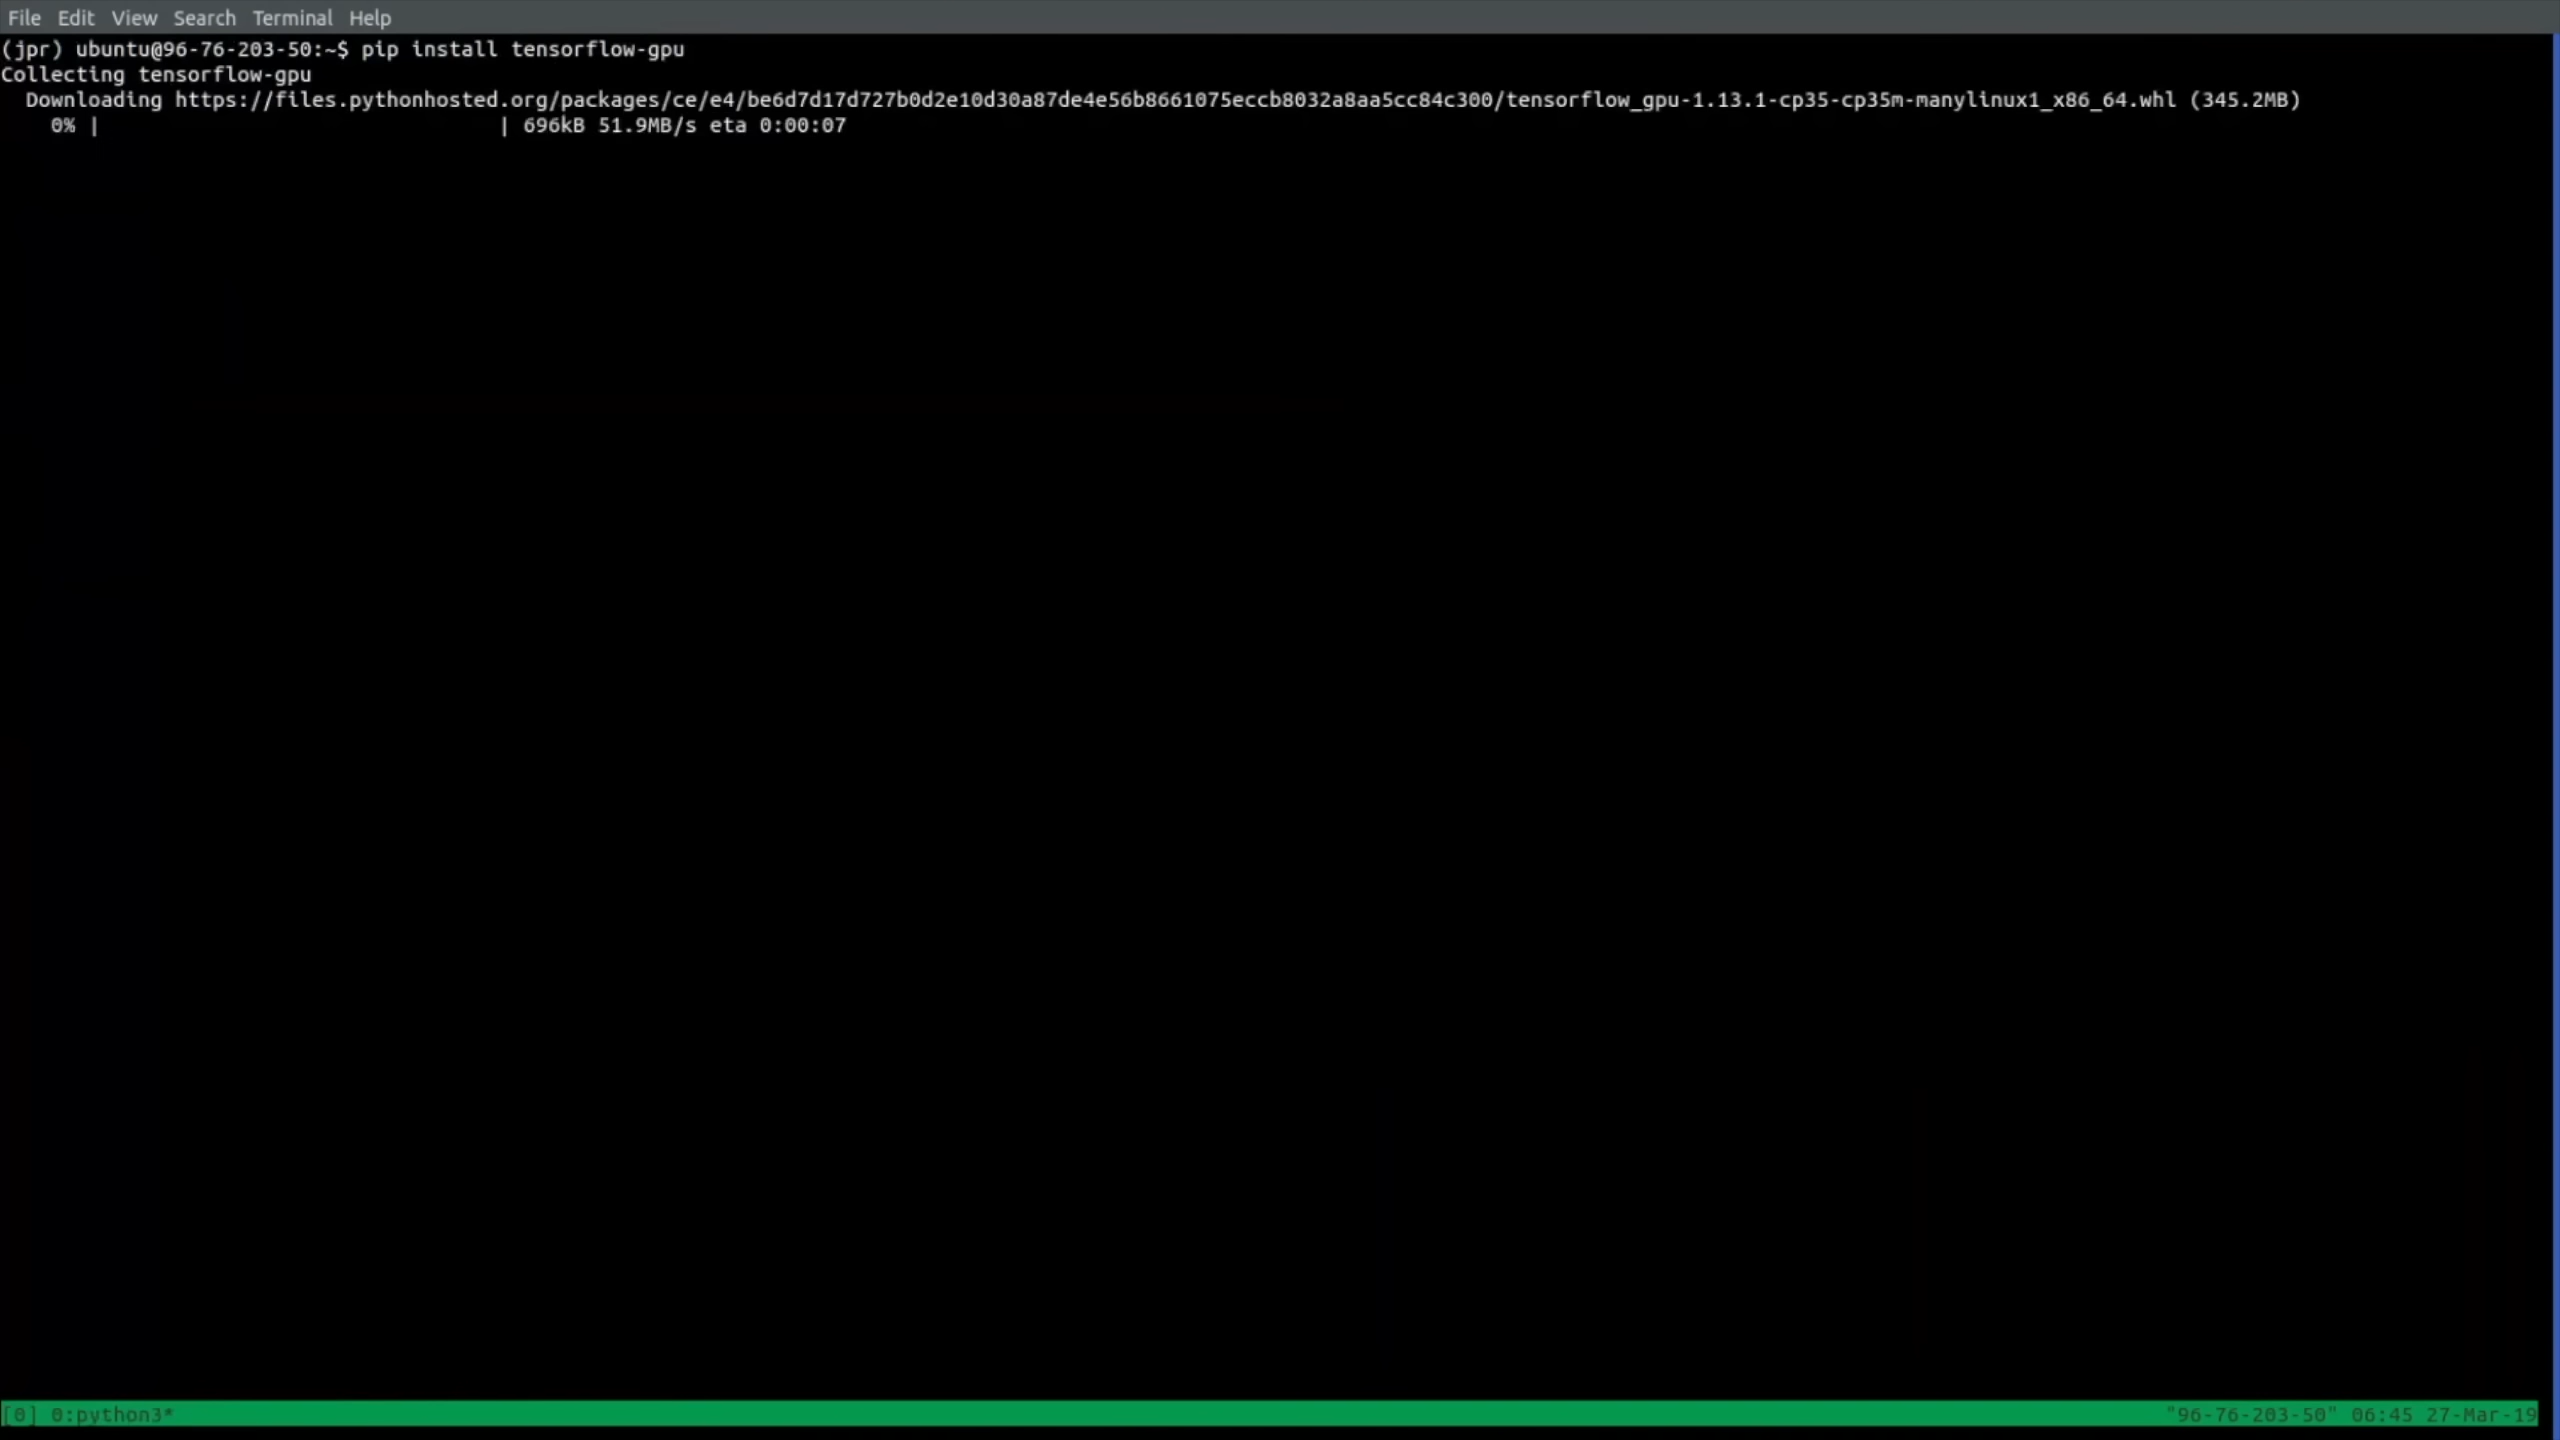 File Edit View Search Terminal Help
(jpr) ubuntu@96-76-203-50:~$ pip install tensorflow-gpu
Collecting tensorflow-gpu
  Downloading https://files.pythonhosted.org/packages/ce/e4/be6d7d17d727b0d2e10d30a87de4e56b8661075eccb8032a8aa5cc84c300/tensorflow_gpu-1.13.1-cp35-cp35m-manylinux1_x86_64.whl (345.2MB)
    0% |                                | 696kB 51.9MB/s eta 0:00:07
[0] 0:python3* "96-76-203-50" 06:45 27-Mar-19